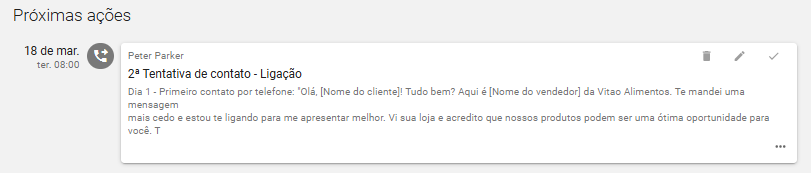 Próximas ações
18 de mar.
ter. 08:00
Peter Parker
2ª Tentativa de contato - Ligação
Dia 1 - Primeiro contato por telefone: "Olá, [Nome do cliente]! Tudo bem? Aqui é [Nome do vendedor] da Vitao Alimentos. Te mandei uma
mensagem
mais cedo e estou te ligando para me apresentar melhor. Vi sua loja e acredito que nossos produtos podem ser uma ótima oportunidade para
você. T